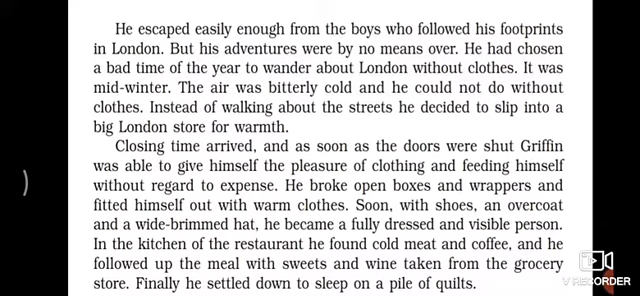 He escaped easily enough from the boys who followed his footprints
in London. But his adventures were by no means over. He had chosen
a bad time of the year to wander about London without clothes. It was
mid-winter. The air was bitterly cold and he could not do without
clothes. Instead of walking about the streets he decided to slip into a
big London store for warmth.
Closing time arrived, and as soon as the doors were shut Griffin
was able to give himself the pleasure of clothing and feeding himself
without regard to expense. He broke open boxes and wrappers and
fitted himself out with warm clothes. Soon, with shoes, an overcoat
and a wide-brimmed hat, he became a fully dressed and visible person.
In the kitchen of the restaurant he found cold meat and coffee, and he
followed up the meal with sweets and wine taken from the grocery
store. Finally he settled down to sleep on a pile of quilts.
V RECORDER